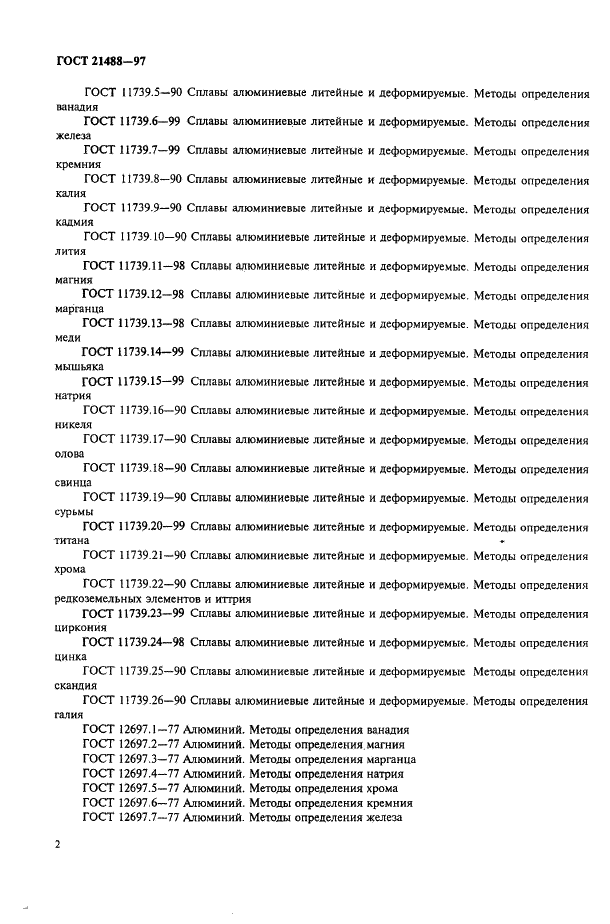 ГОСТ 21488—97
ГОСТ 11739.5—90 Сплавы алюминиевые литейные и деформируемые. Методы определения
ванадия
ГОСТ 11739.6—99 Сплавы алюминиевые литейные и деформируемые. Методы определения
железа
ГОСТ 11739.7—99 Сплавы алюминиевые литейные и деформируемые. Методы определения
кремния
ГОСТ 11739.8—90 Сплавы алюминиевые литейные и деформируемые. Методы определения
калия
ГОСТ 11739.9—90 Сплавы алюминиевые литейные и деформируемые. Методы определения
кадмия
ГОСТ 11739.10—90 Сплавы алюминиевые литейные и деформируемые. Методы определения
лития
ГОСТ 11739.11—98 Сплавы алюминиевые литейные и деформируемые. Методы определения
магния
ГОСТ 11739.12—98 Сплавы алюминиевые литейные и деформируемые. Методы определения
марганца
ГОСТ 11739.13—98 Сплавы алюминиевые литейные и деформируемые. Методы определения
меди
ГОСТ 11739.14—99 Сплавы алюминиевые литейные и деформируемые. Методы определения
мышьяка
ГОСТ 11739.15—99 Сплавы алюминиевые литейные и деформируемые. Методы определения
натрия
ГОСТ 11739.16—90 Сплавы алюминиевые литейные и деформируемые. Методы определения
никеля
ГОСТ 11739.17—90 Сплавы алюминиевые литейные и деформируемые. Методы определения
олова
ГОСТ 11739.18—90 Сплавы алюминиевые литейные и деформируемые. Методы определения
свинца
ГОСТ 11739.19—90 Сплавы алюминиевые литейные и деформируемые. Методы определения
сурьмы
ГОСТ 11739.20—99 Сплавы алюминиевые литейные и деформируемые. Методы определения
титана
ГОСТ 11739.21—90 Сплавы алюминиевые литейные и деформируемые. Методы определения
хрома
ГОСТ 11739.22—90 Сплавы алюминиевые литейные и деформируемые. Методы определения
редкоземельных элементов и иттрия
ГОСТ 11739.23—99 Сплавы алюминиевые литейные и деформируемые. Методы определения
циркония
ГОСТ 11739.24—98 Сплавы алюминиевые литейные и деформируемые. Методы определения
цинка
ГОСТ 11739.25—90 Сплавы алюминиевые литейные и деформируемые Методы определения
скандия
ГОСТ 11739.26—90 Сплавы алюминиевые литейные и деформируемые. Методы определения
галия
ГОСТ 12697.1—77 Алюминий. Методы определения ванадия
ГОСТ 12697.2—77 Алюминий. Методы определения магния
ГОСТ 12697.3—77 Алюминий. Методы определения марганца
ГОСТ 12697.4—77 Алюминий. Методы определения натрия
ГОСТ 12697.5—77 Алюминий. Методы определения хрома
ГОСТ 12697.6—77 Алюминий. Методы определения кремния
ГОСТ 12697.7—77 Алюминий. Методы определения железа
2